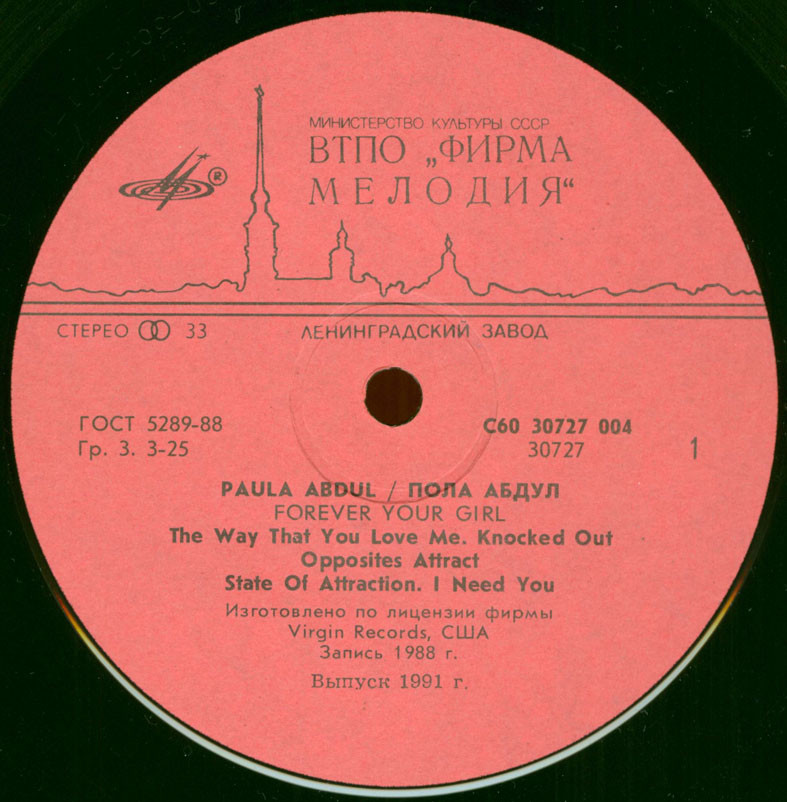 МИНИСТЕРСТВО КУЛЬТУРЫ СССР
ВТПО „ФИРМА
МЕЛОДИЯ“
®
СТЕРЕО 33
ЛЕНИНГРАДСКИЙ ЗАВОД
ГОСТ 5289-88
Гр. 3. 3-25
С60 30727 004
30727
1
PAULA ABDUL / ПОЛА АБДУЛ
FOREVER YOUR GIRL
The Way That You Love Me. Knocked Out
Opposites Attract
State Of Attraction. I Need You
Изготовлено по лицензии фирмы
Virgin Records, США
Запись 1988 г.
Выпуск 1991 г.